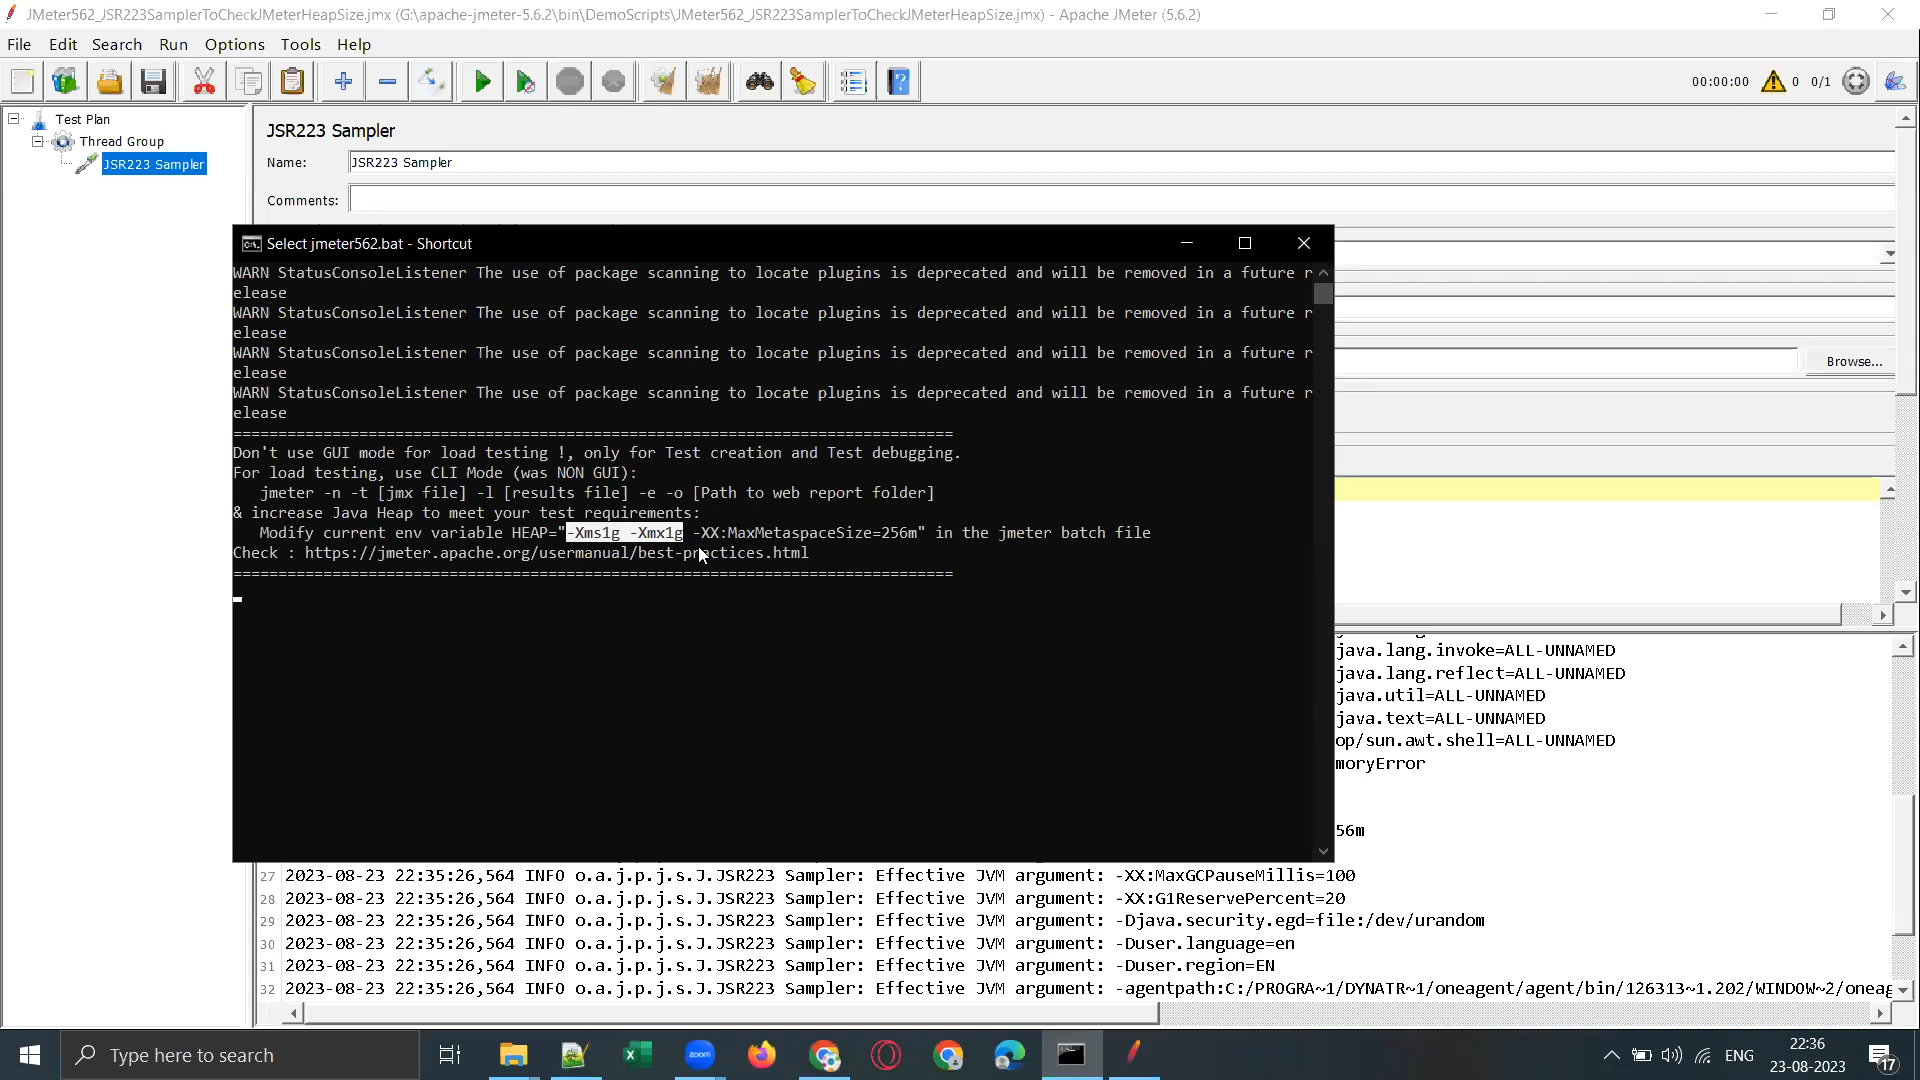 JMeter562_JSR223SamplerToCheckJMeterHeapSize.jmx (G:\apache-jmeter-5.6.2\bin\DemoScripts\JMeter562_JSR223SamplerToCheckJMeterHeapSize.jmx) - Apache JMeter (5.6.2)
File Edit Search Run Options Tools Help
00:00:00 0 0/1
Test Plan
Thread Group
JSR223 Sampler
JSR223 Sampler
Name: JSR223 Sampler
Comments:
Select jmeter562.bat - Shortcut
WARN StatusConsoleListener The use of package scanning to locate plugins is deprecated and will be removed in a future r
elease
WARN StatusConsoleListener The use of package scanning to locate plugins is deprecated and will be removed in a future r
elease
WARN StatusConsoleListener The use of package scanning to locate plugins is deprecated and will be removed in a future r
elease
WARN StatusConsoleListener The use of package scanning to locate plugins is deprecated and will be removed in a future r
elease
================================================================================
Don't use GUI mode for load testing !, only for Test creation and Test debugging.
For load testing, use CLI Mode (was NON GUI):
jmeter -n -t [jmx file] -l [results file] -e -o [Path to web report folder]
& increase Java Heap to meet your test requirements:
Modify current env variable HEAP="-Xms1g -Xmx1g -XX:MaxMetaspaceSize=256m" in the jmeter batch file
Check : https://jmeter.apache.org/usermanual/best-practices.html
================================================================================
Browse...
java.lang.invoke=ALL-UNNAMED
java.lang.reflect=ALL-UNNAMED
java.util=ALL-UNNAMED
java.text=ALL-UNNAMED
op/sun.awt.shell=ALL-UNNAMED
moryError
56m
27 2023-08-23 22:35:26,564 INFO o.a.j.p.j.s.J.JSR223 Sampler: Effective JVM argument: -XX:MaxGCPauseMillis=100
28 2023-08-23 22:35:26,564 INFO o.a.j.p.j.s.J.JSR223 Sampler: Effective JVM argument: -XX:G1ReservePercent=20
29 2023-08-23 22:35:26,564 INFO o.a.j.p.j.s.J.JSR223 Sampler: Effective JVM argument: -Djava.security.egd=file:/dev/urandom
30 2023-08-23 22:35:26,564 INFO o.a.j.p.j.s.J.JSR223 Sampler: Effective JVM argument: -Duser.language=en
31 2023-08-23 22:35:26,564 INFO o.a.j.p.j.s.J.JSR223 Sampler: Effective JVM argument: -Duser.region=EN
32 2023-08-23 22:35:26,564 INFO o.a.j.p.j.s.J.JSR223 Sampler: Effective JVM argument: -agentpath:C:/PROGRA~1/DYNATR~1/oneagent/agent/bin/126313~1.202/WINDOW~2/oneag
Type here to search
zoom
ENG
22:36
23-08-2023
17